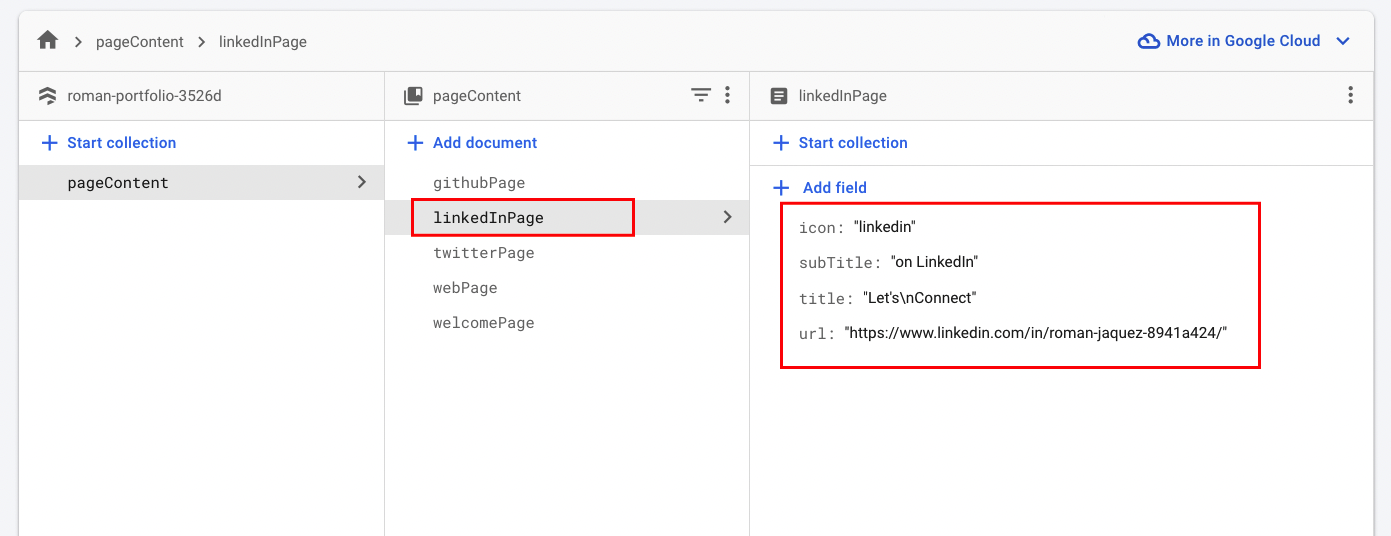 pageContent linkedInPage More in Google Cloud
roman-portfolio-3526d pageContent linkedInPage
Start collection Add document Start collection
pageContent githubPage Add field
linkedInPage icon: "linkedin"
twitterPage subTitle: "on LinkedIn"
webPage title: "Let's\nConnect"
welcomePage url: "https://www.linkedin.com/in/roman-jaquez-8941a424/"